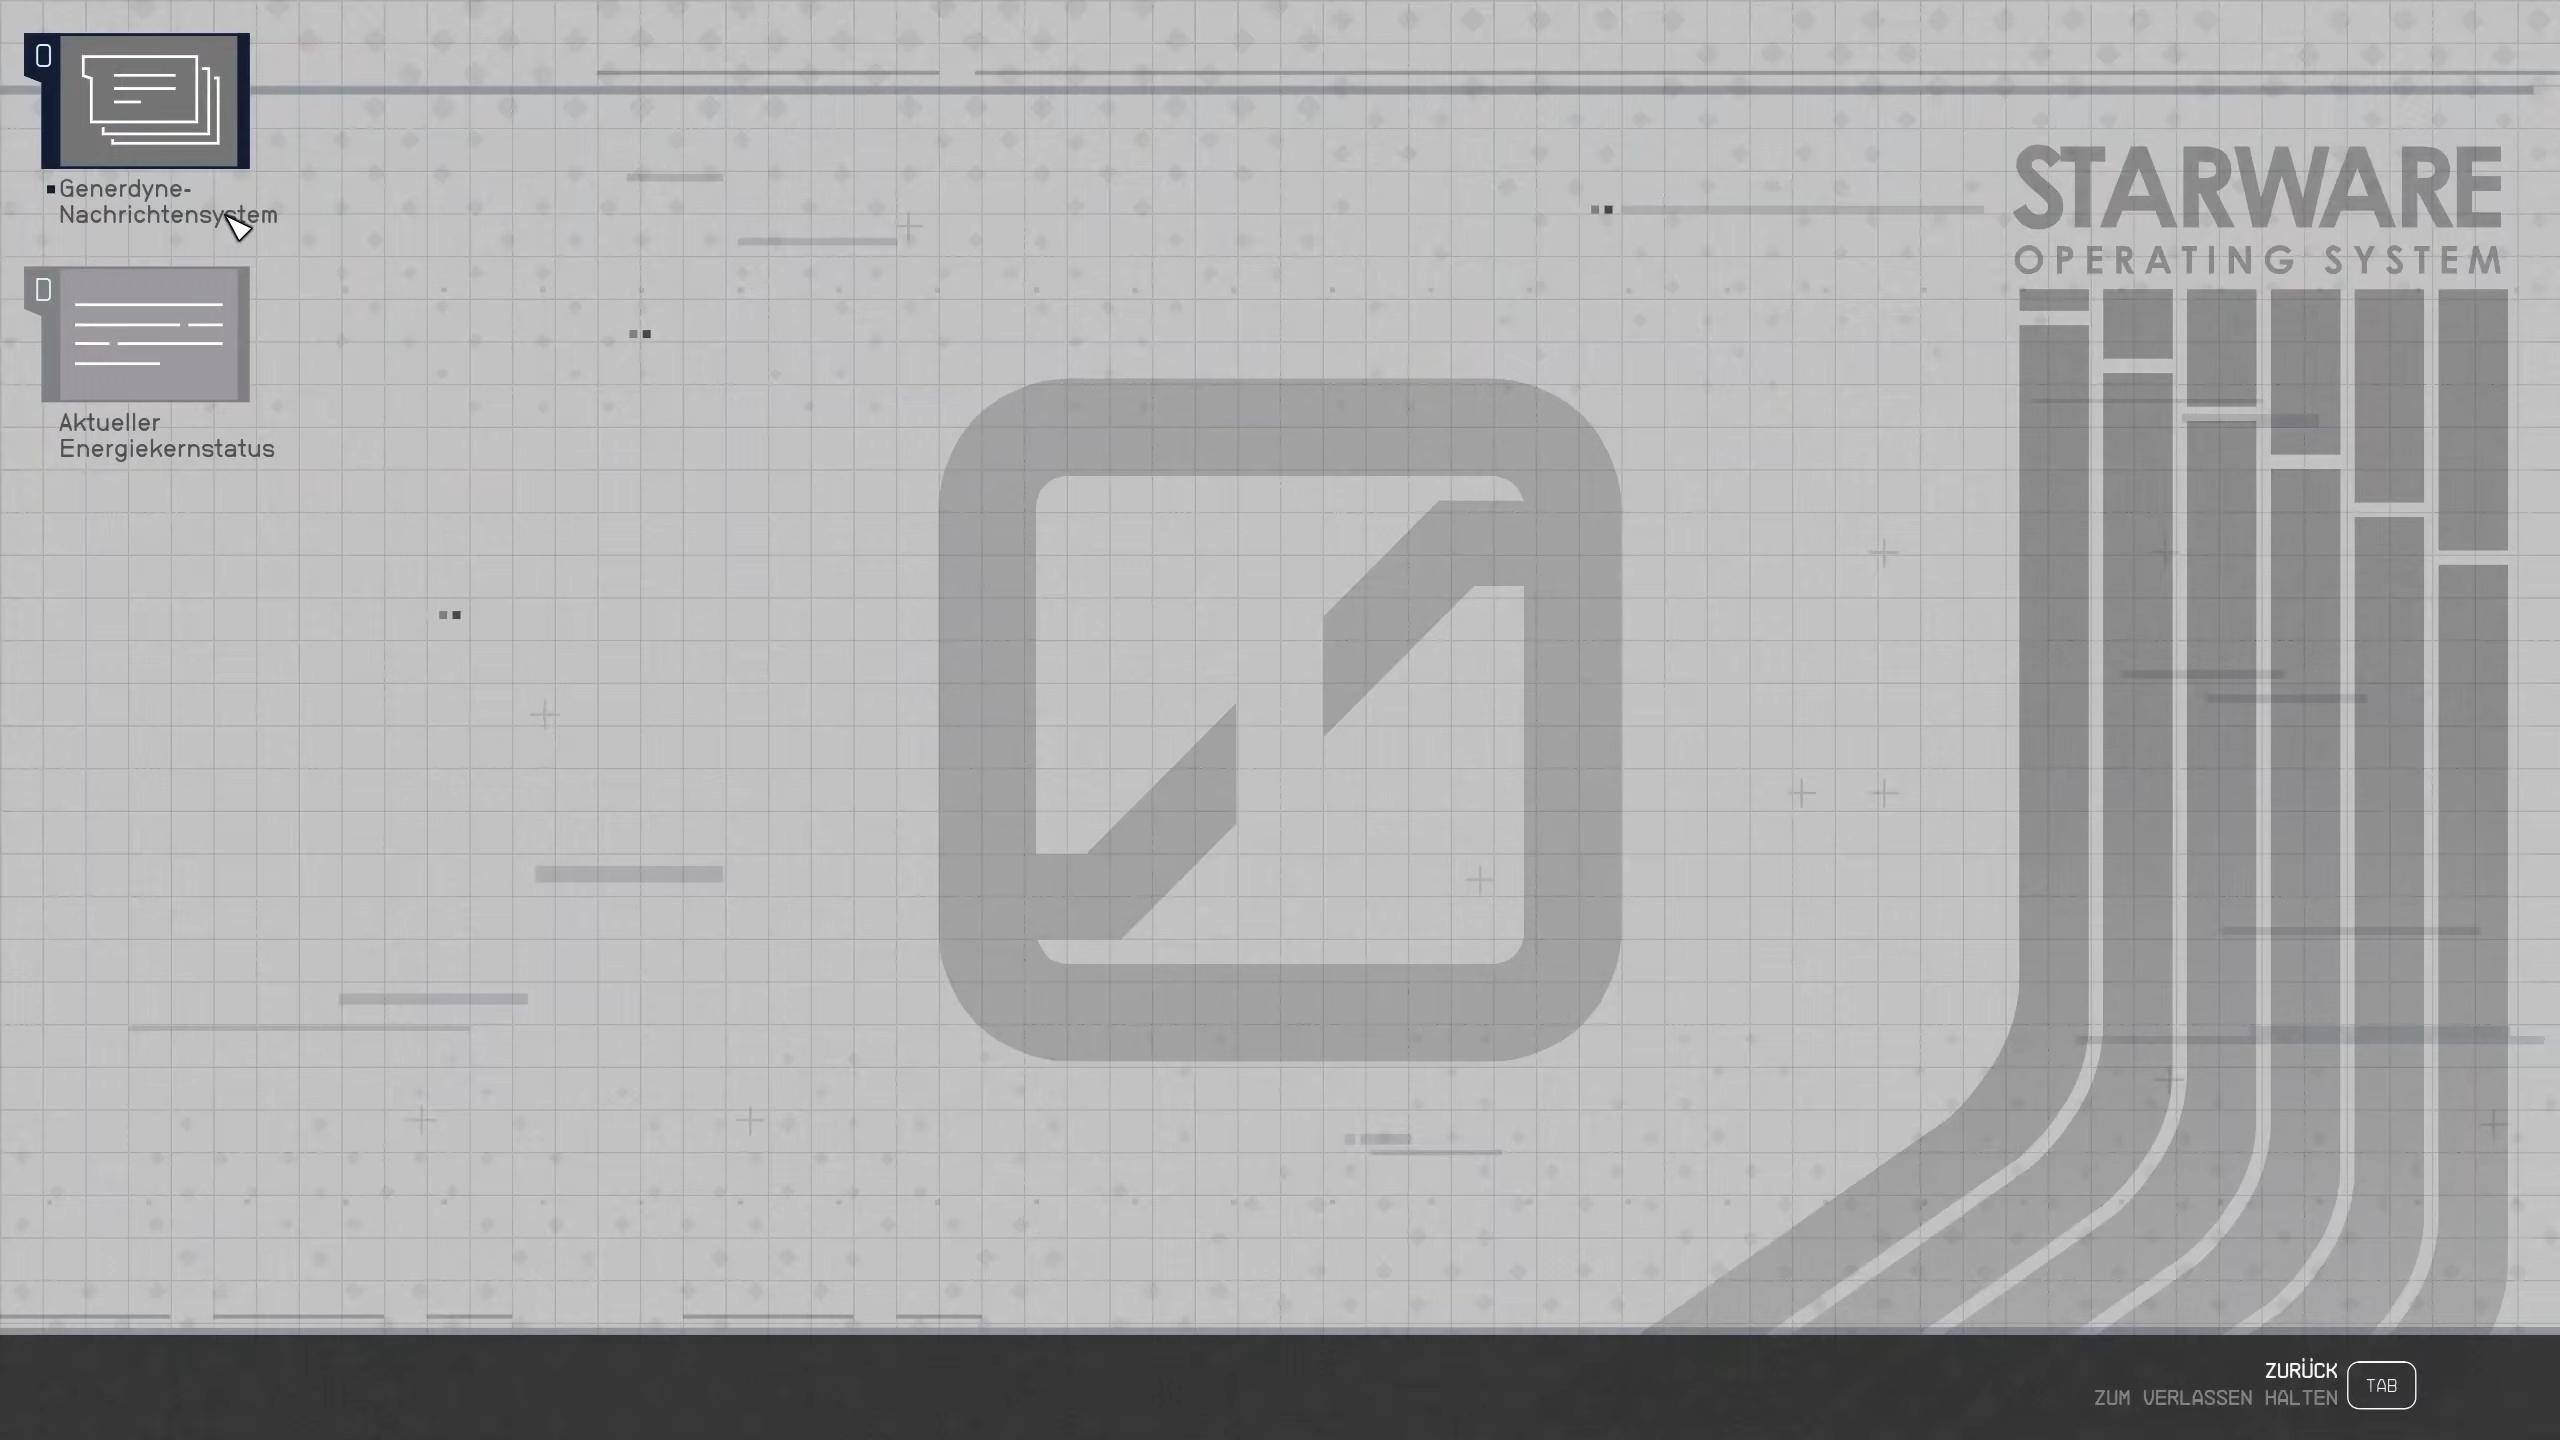 Generdyne-
Nachrichtensystem
Aktueller
Energiekernstatus
STARWARE
OPERATING SYSTEM
ZURÜCK
ZUM VERLASSEN HALTEN
TAB